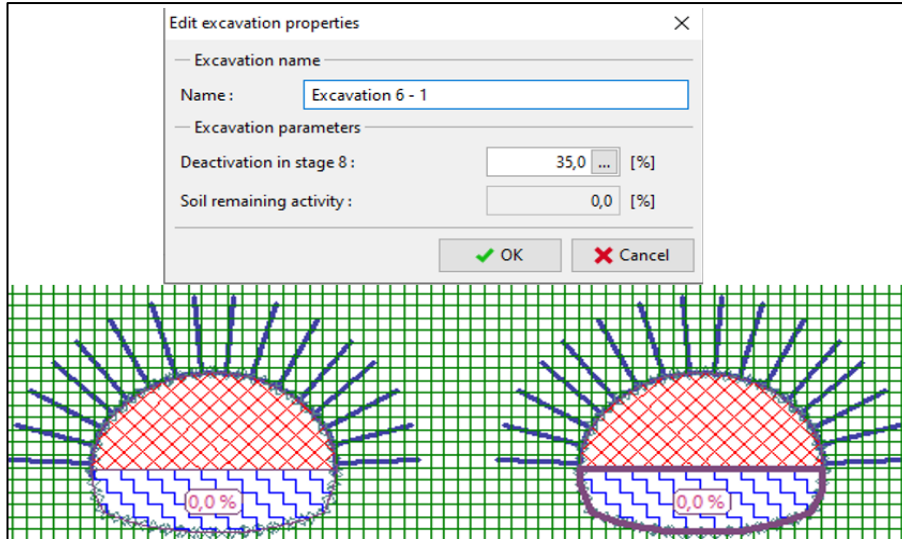 Edit excavation properties
Excavation name
Name :
Excavation 6 - 1
Excavation parameters
Deactivation in stage 8 :
35,0 ... [%]
Soil remaining activity :
0,0 [%]
OK
Cancel
0,0 %
0,0 %